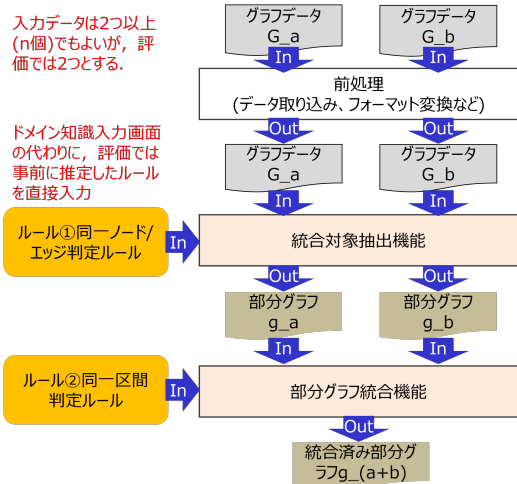 入力データは2つ以上
(n個)でもよいが，評
価では2つとする.
グラフデータ
G_a
グラフデータ
G_b
In
In
前処理
(データ取り込み、フォーマット変換など)
Out
Out
ドメイン知識入力画面
の代わりに，評価では
事前に推定したルール
を直接入力
グラフデータ
G_a
グラフデータ
G_b
In
In
ルール①同一ノード/
エッジ判定ルール
In
統合対象抽出機能
Out
Out
部分グラフ
g_a
部分グラフ
g_b
In
In
ルール②同一区間
判定ルール
In
部分グラフ統合機能
Out
統合済み部分グ
ラフg_(a+b)